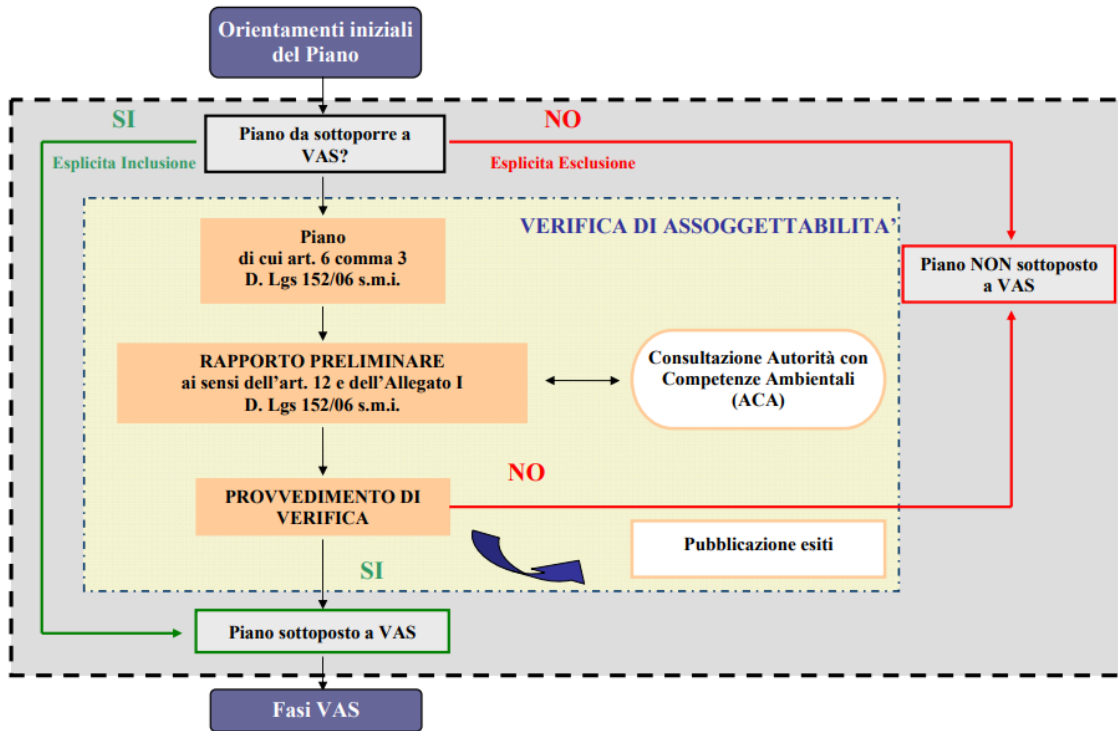 Orientamenti iniziali
del Piano
SI
NO
Piano da sottoporre a
VAS?
Esplicita Inclusione
Esplicita Esclusione
VERIFICA DI ASSOGGETTABILITA’
Piano
di cui art. 6 comma 3
D. Lgs 152/06 s.m.i.
Piano NON sottoposto
a VAS
RAPPORTO PRELIMINARE
ai sensi dell’art. 12 e dell’Allegato I
D. Lgs 152/06 s.m.i.
Consultazione Autorità con
Competenze Ambientali
(ACA)
NO
PROVVEDIMENTO DI
VERIFICA
Pubblicazione esiti
SI
Piano sottoposto a VAS
Fasi VAS